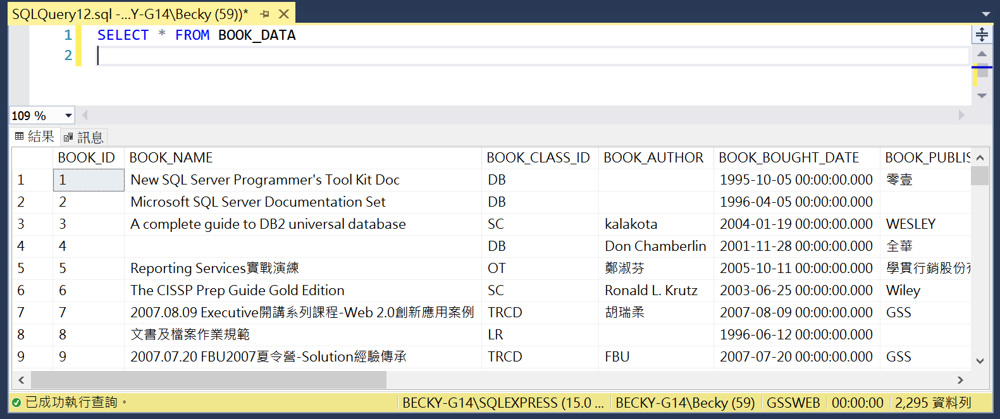 SQLQuery12.sql -...Y-G14\Becky (59))*
1 SELECT * FROM BOOK_DATA
2
109 %
結果 訊息
BOOK_ID BOOK_NAME BOOK_CLASS_ID BOOK_AUTHOR BOOK_BOUGHT_DATE BOOK_PUBLIS
1 1 New SQL Server Programmer's Tool Kit Doc DB 1995-10-05 00:00:00.000 零壹
2 2 Microsoft SQL Server Documentation Set DB 1996-04-05 00:00:00.000
3 3 A complete guide to DB2 universal database SC kalakota 2004-01-19 00:00:00.000 WESLEY
4 4 DB Don Chamberlin 2001-11-28 00:00:00.000 全華
5 5 Reporting Services實戰演練 OT 鄭淑芬 2005-10-11 00:00:00.000 學貫行銷股份有
6 6 The CISSP Prep Guide Gold Edition SC Ronald L. Krutz 2003-06-25 00:00:00.000 Wiley
7 7 2007.08.09 Executive開講系列課程-Web 2.0創新應用案例 TRCD 胡瑞柔 2007-08-09 00:00:00.000 GSS
8 8 文書及檔案作業規範 LR 1996-06-12 00:00:00.000
9 9 2007.07.20 FBU2007夏令營-Solution經驗傳承 TRCD FBU 2007-07-20 00:00:00.000 GSS
已成功執行查詢。 BECKY-G14\SQLEXPRESS (15.0 ... BECKY-G14\Becky (59) GSSWEB 00:00:00 2,295 資料列